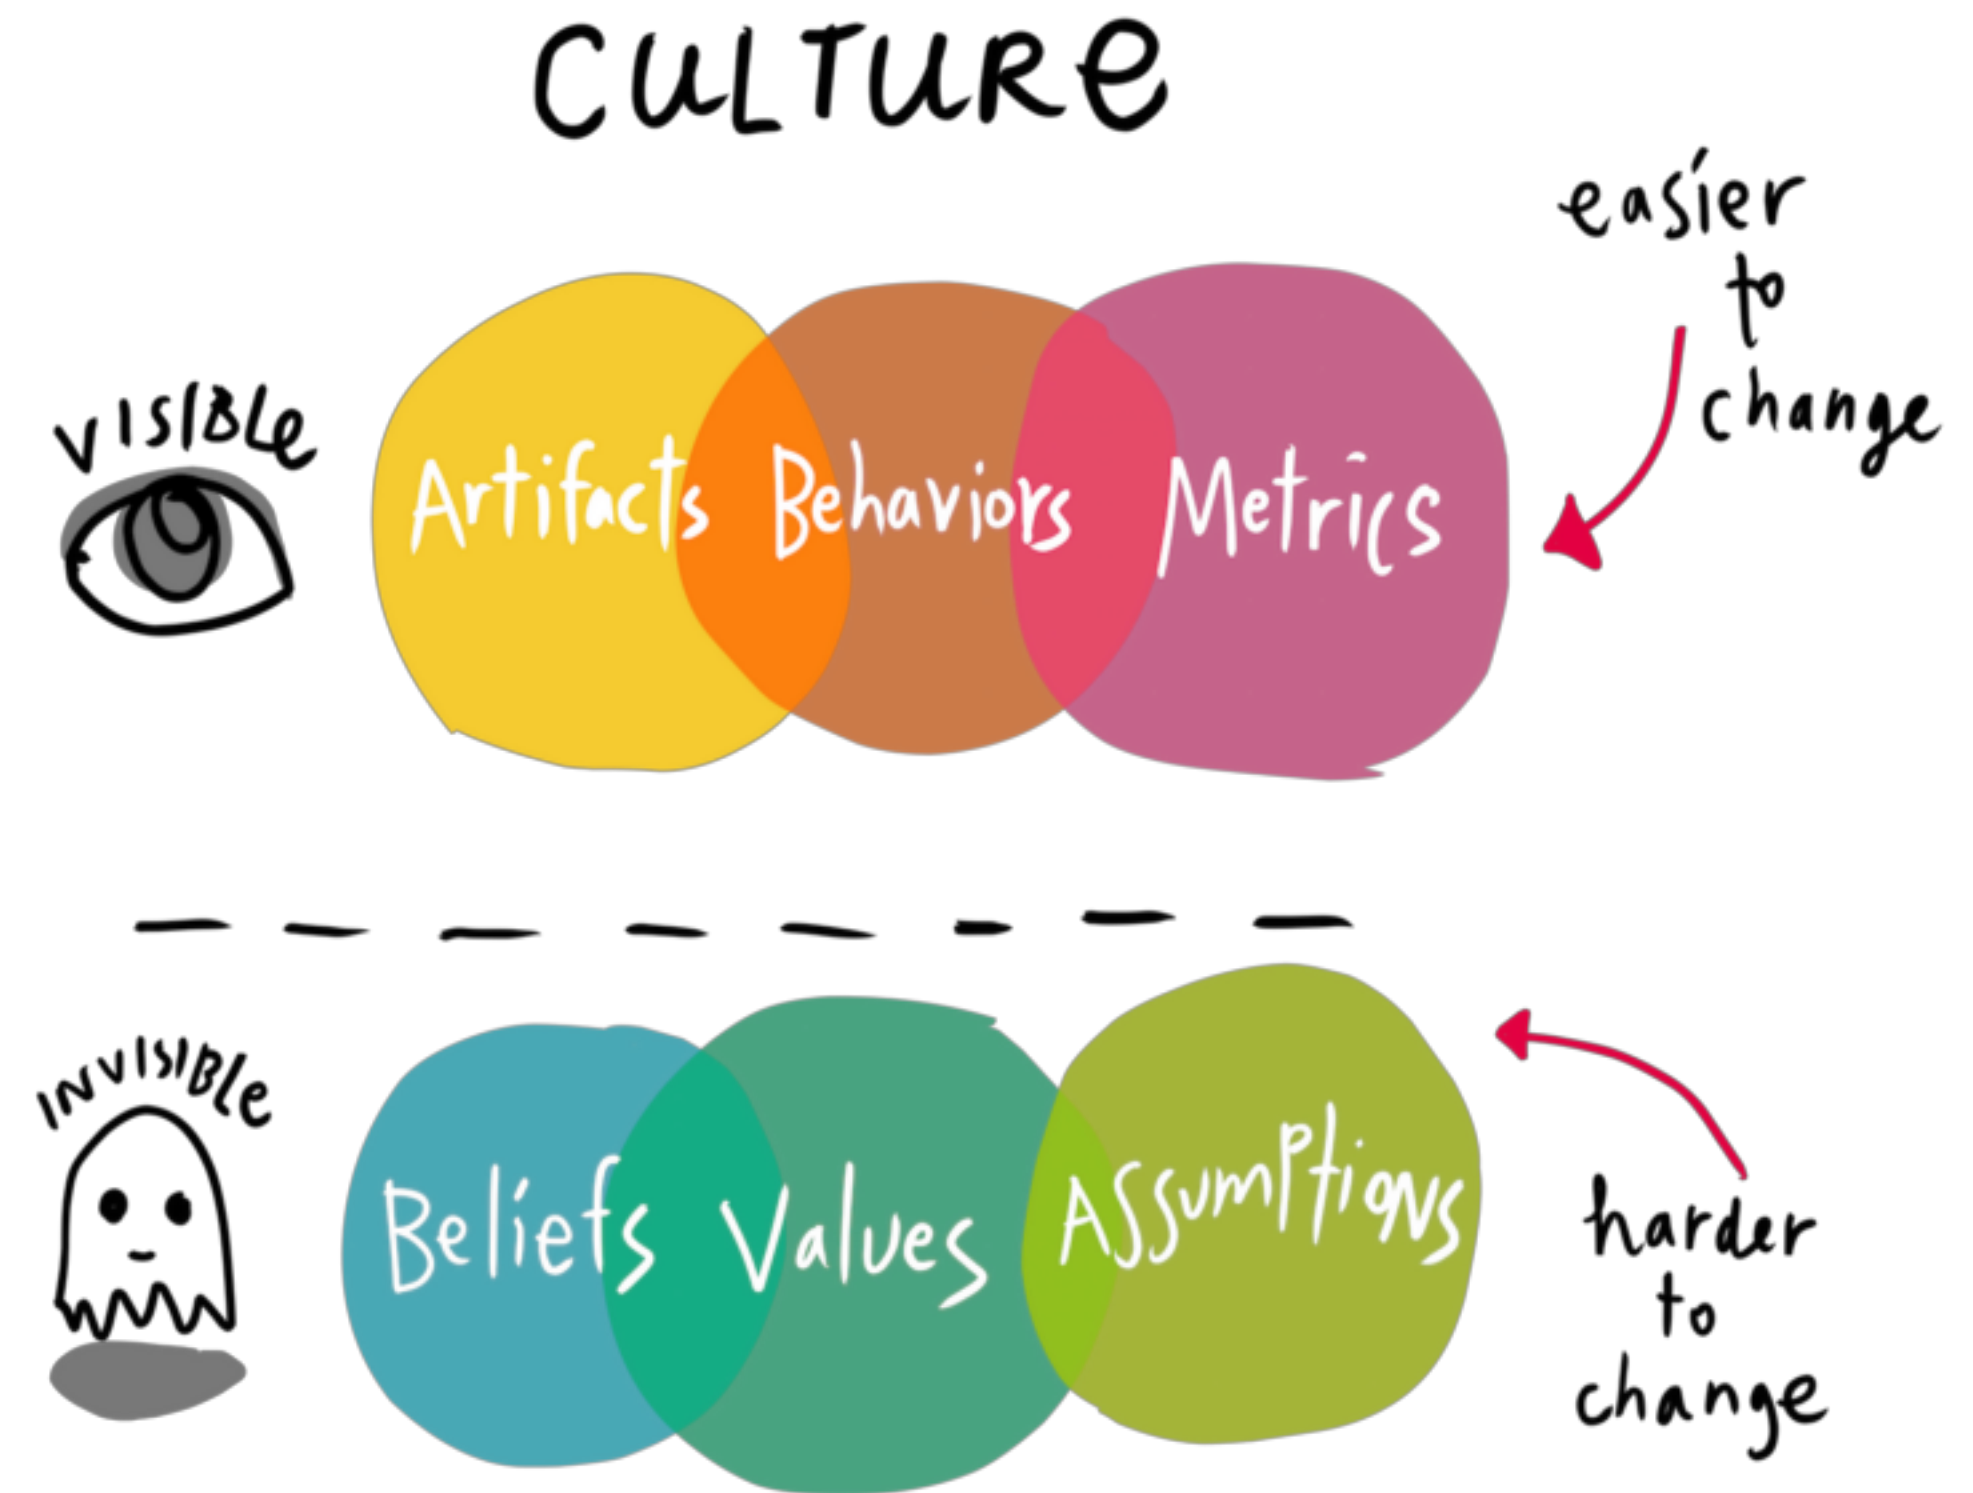 CULTURE
easier
to
change
VISIBLE
Artifacts Behaviors Metrics
INVISIBLE
Beliefs Values Assumptions
harder
to
change